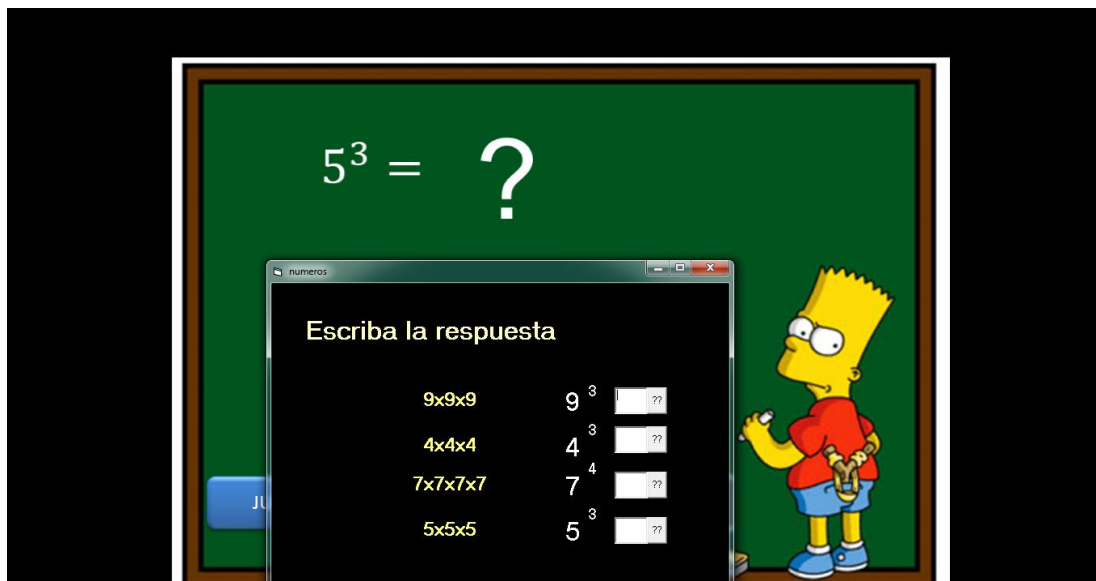 5³ = ?
numeros
Escriba la respuesta
9x9x9 9³ ??
4x4x4 4³ ??
7x7x7x7 7⁴ ??
5x5x5 5³ ??